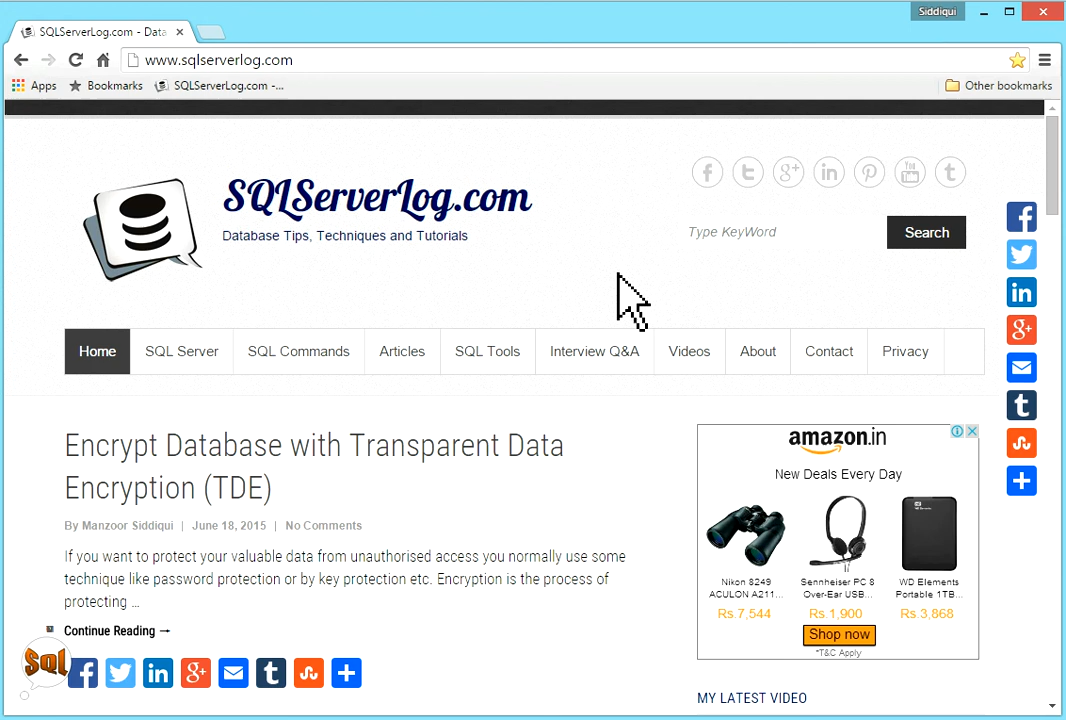 Siddiqui
SQLServerLog.com - Data
www.sqlserverlog.com
Apps Bookmarks SQLServerLog.com -... Other bookmarks
SQLServerLog.com
Database Tips, Techniques and Tutorials
Type KeyWord Search
Home SQL Server SQL Commands Articles SQL Tools Interview Q&A Videos About Contact Privacy
Encrypt Database with Transparent Data
Encryption (TDE)
By Manzoor Siddiqui | June 18, 2015 | No Comments
If you want to protect your valuable data from unauthorised access you normally use some
technique like password protection or by key protection etc. Encryption is the process of
protecting ...
Continue Reading →
Sql
amazon.in
New Deals Every Day
Nikon 8249
ACULON A211...
Rs.7,544
Sennheiser PC 8
Over-Ear USB...
Rs.1,900
WD Elements
Portable 1TB...
Rs.3,868
Shop now
*T&C Apply
MY LATEST VIDEO